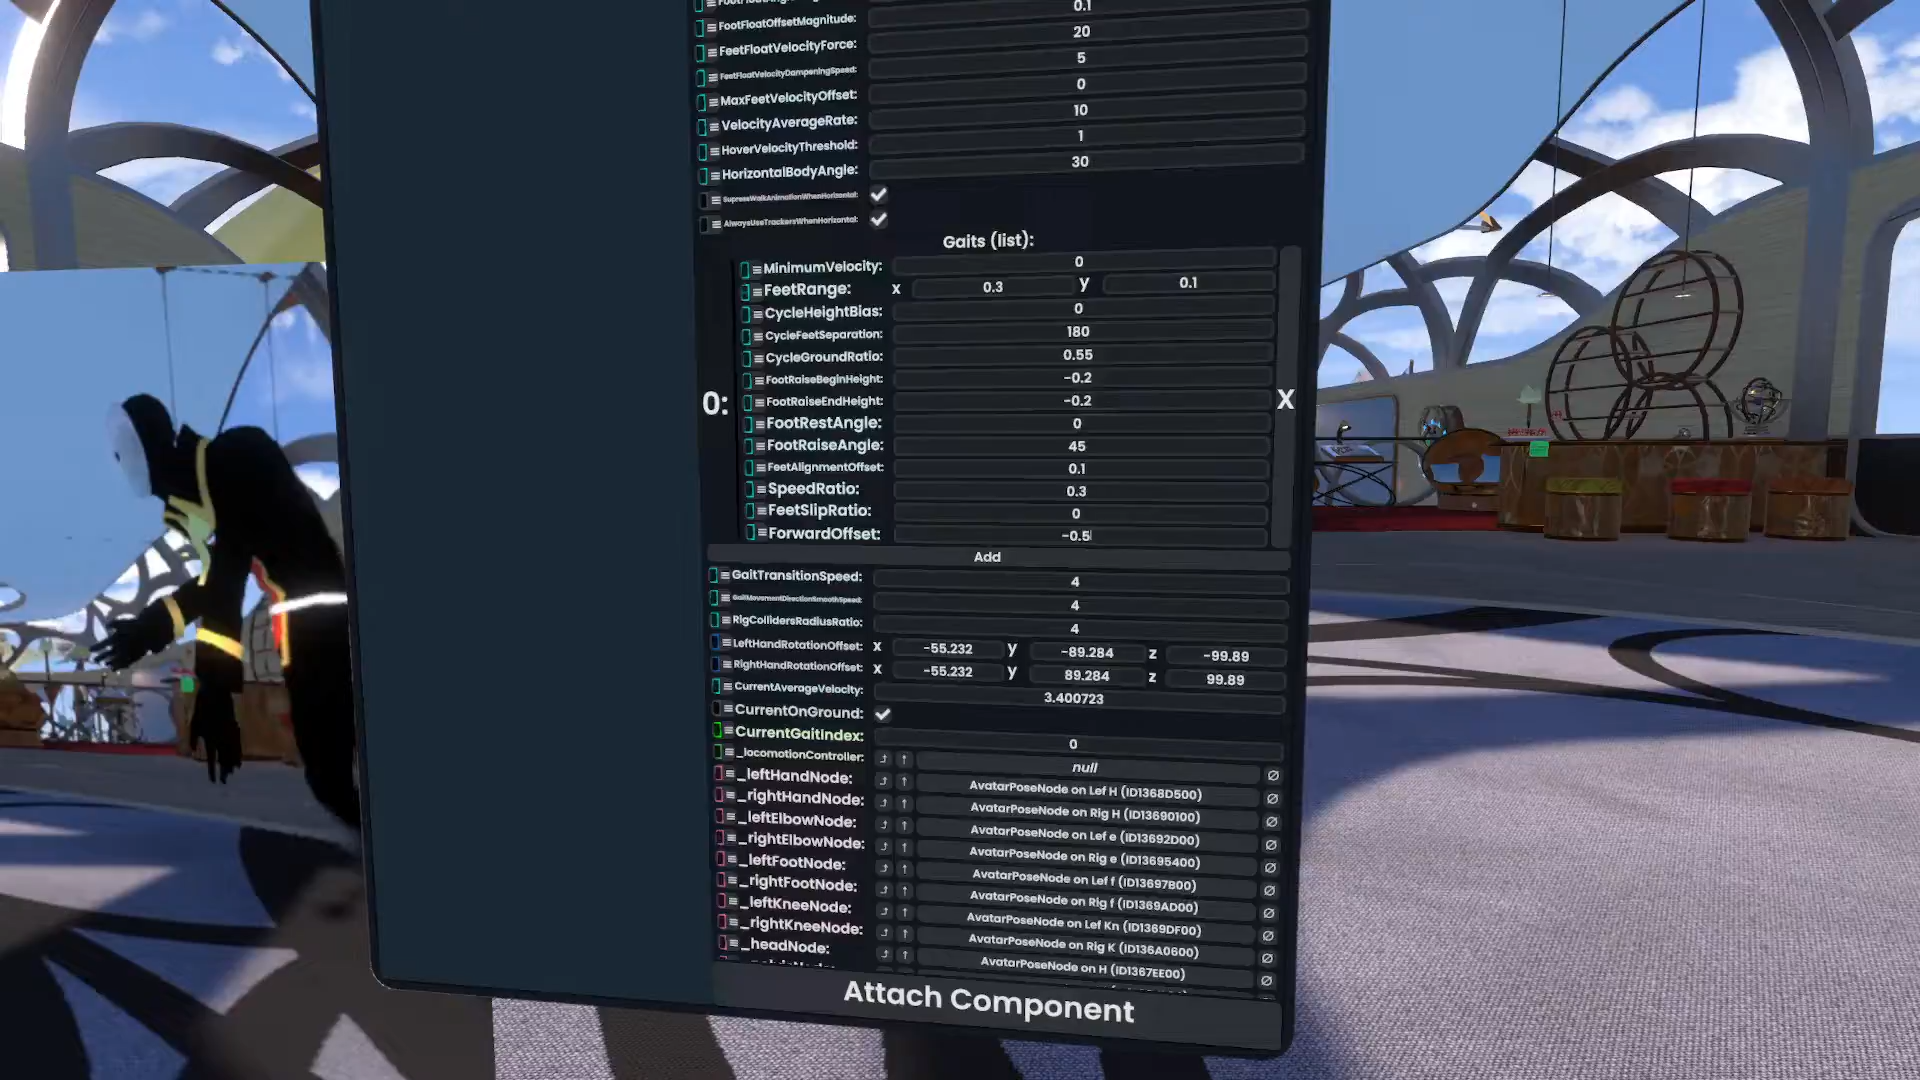 0.1
FootFloatOffsetMagnitude: 20
FeetFloatVelocityForce: 5
FeetFloatVelocityDampeningSpeed: 0
MaxFeetVelocityOffset: 10
VelocityAverageRate: 1
HoverVelocityThreshold: 30
HorizontalBodyAngle:
SupressWalkAnimationWhenHorizontal:
AlwaysUseTrackersWhenHorizontal:
Gaits (list):
0:
X
MinimumVelocity: 0
FeetRange: x 0.3 y 0.1
CycleHeightBias: 0
CycleFeetSeparation: 180
CycleGroundRatio: 0.55
FootRaiseBeginHeight: -0.2
FootRaiseEndHeight: -0.2
FootRestAngle: 0
FootRaiseAngle: 45
FeetAlignmentOffset: 0.1
SpeedRatio: 0.3
FeetSlipRatio: 0
ForwardOffset: -0.5
Add
GaitTransitionSpeed: 4
GaitMovementDirectionSmoothSpeed: 4
RigCollidersRadiusRatio: 4
LeftHandRotationOffset: x -55.232 y -89.284 z -99.89
RightHandRotationOffset: x -55.232 y 89.284 z 99.89
CurrentAverageVelocity: 3.400723
CurrentOnGround:
CurrentGaitIndex: 0
_locomotionController: null
_leftHandNode: AvatarPoseNode on Lef H (ID1368D500)
_rightHandNode: AvatarPoseNode on Rig H (ID13690100)
_leftElbowNode: AvatarPoseNode on Lef e (ID13692D00)
_rightElbowNode: AvatarPoseNode on Rig e (ID13695400)
_leftFootNode: AvatarPoseNode on Lef f (ID13697B00)
_rightFootNode: AvatarPoseNode on Rig f (ID1369AD00)
_leftKneeNode: AvatarPoseNode on Lef Kn (ID1369DF00)
_rightKneeNode: AvatarPoseNode on Rig K (ID136A0600)
_headNode: AvatarPoseNode on H (ID1367EE00)
Attach Component